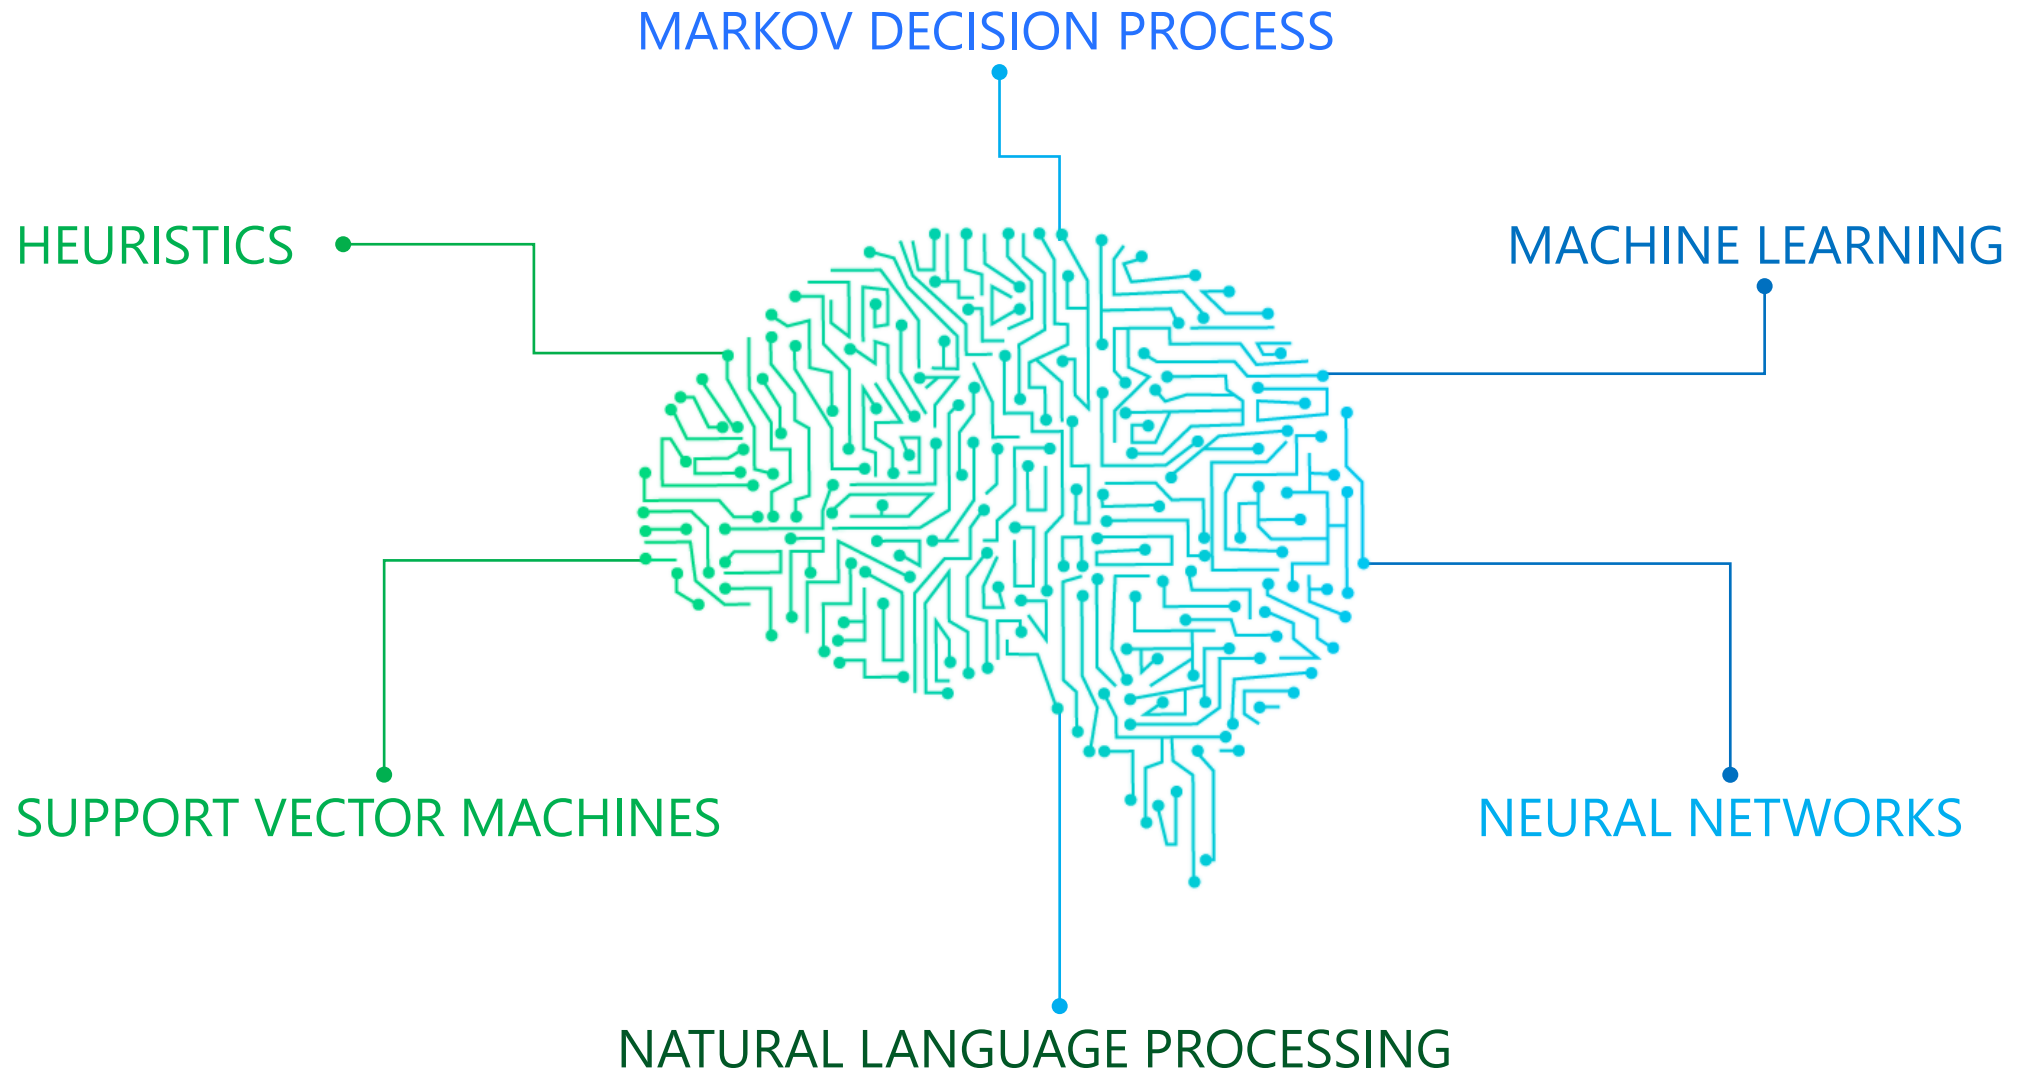 MARKOV DECISION PROCESS
HEURISTICS
MACHINE LEARNING
SUPPORT VECTOR MACHINES
NEURAL NETWORKS
NATURAL LANGUAGE PROCESSING